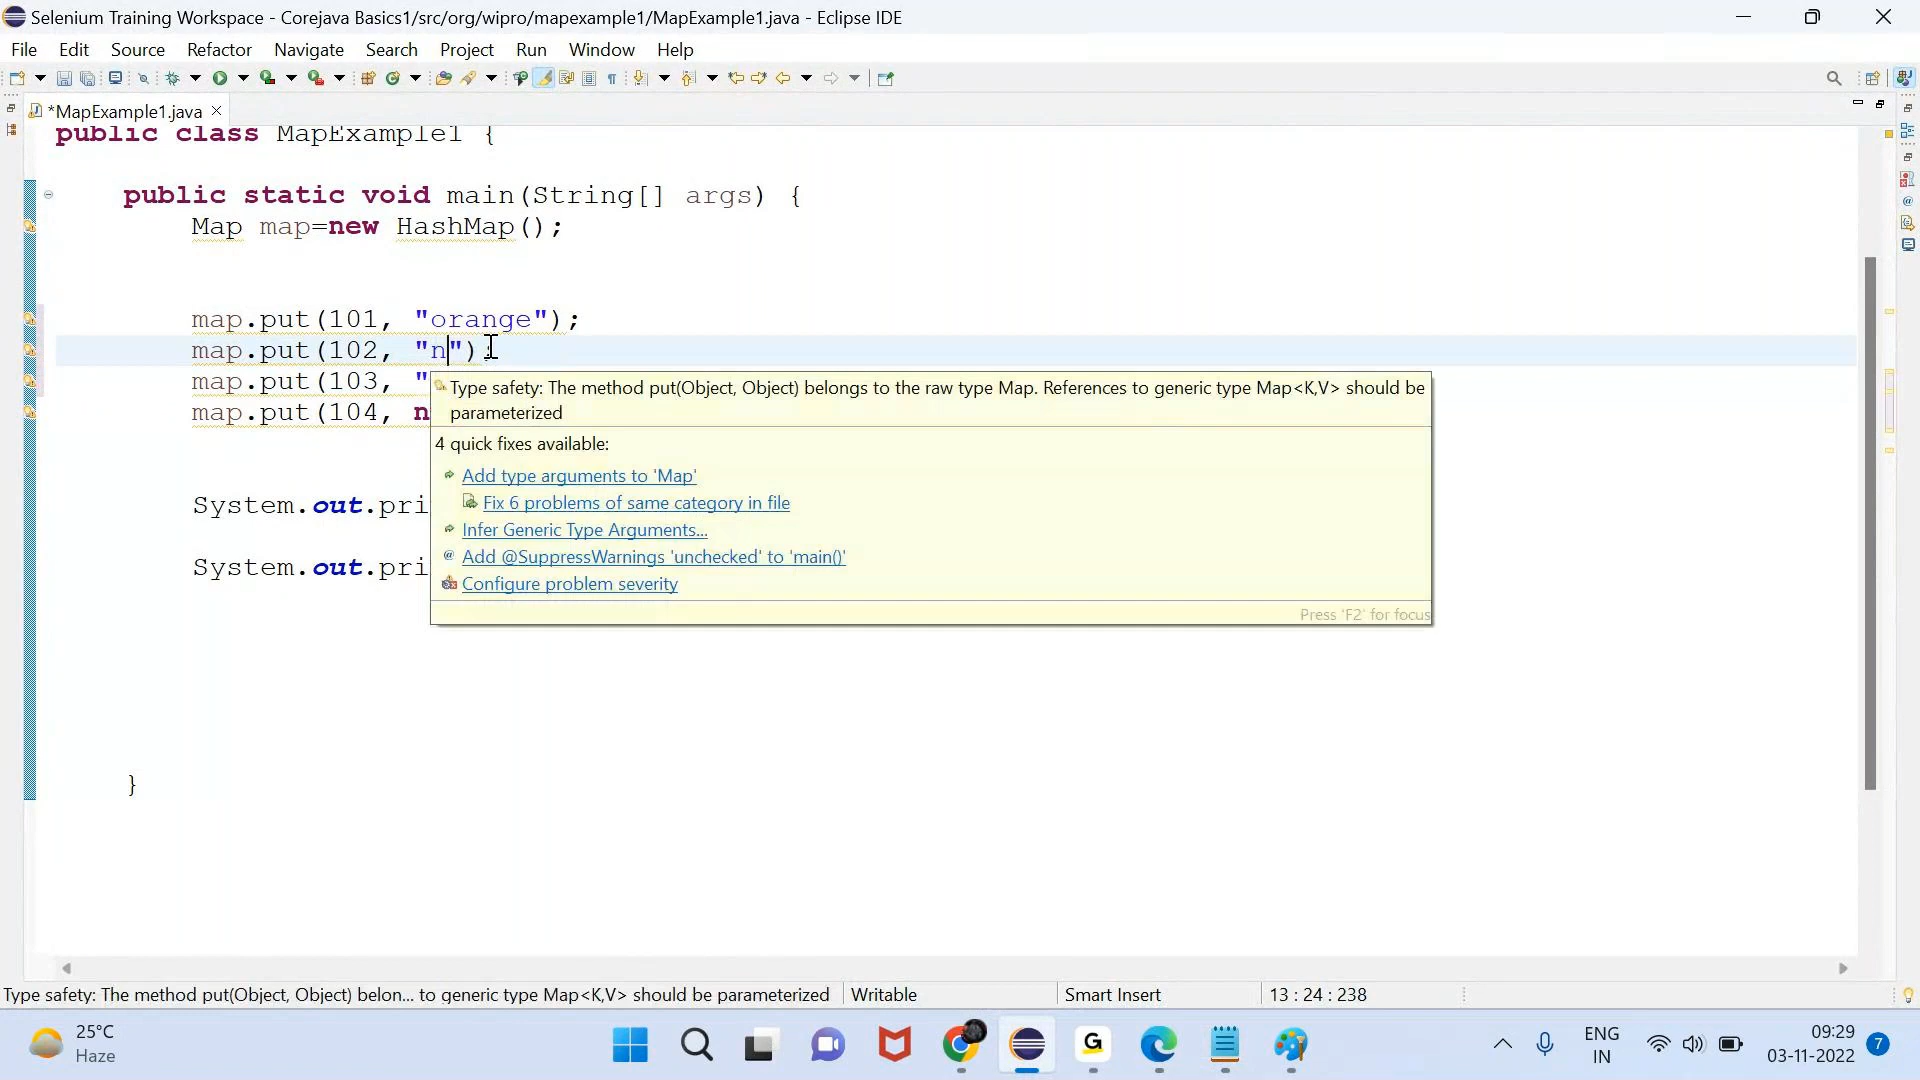 Selenium Training Workspace - Corejava Basics1/src/org/wipro/mapexample1/MapExample1.java - Eclipse IDE
File Edit Source Refactor Navigate Search Project Run Window Help
*MapExample1.java
public class MapExample1 {
public static void main(String[] args) {
Map map=new HashMap();
map.put(101, "orange");
map.put(102, "n");
map.put(103, "
map.put(104, n
Type safety: The method put(Object, Object) belongs to the raw type Map. References to generic type Map<K,V> should be
parameterized
4 quick fixes available:
Add type arguments to 'Map'
Fix 6 problems of same category in file
Infer Generic Type Arguments...
Add @SuppressWarnings 'unchecked' to 'main()'
Configure problem severity
Press 'F2' for focus
System.out.pri
System.out.pri
}
Type safety: The method put(Object, Object) belon... to generic type Map<K,V> should be parameterized Writable Smart Insert 13 : 24 : 238
25°C
Haze
G
ENG
IN
09:29
03-11-2022
7